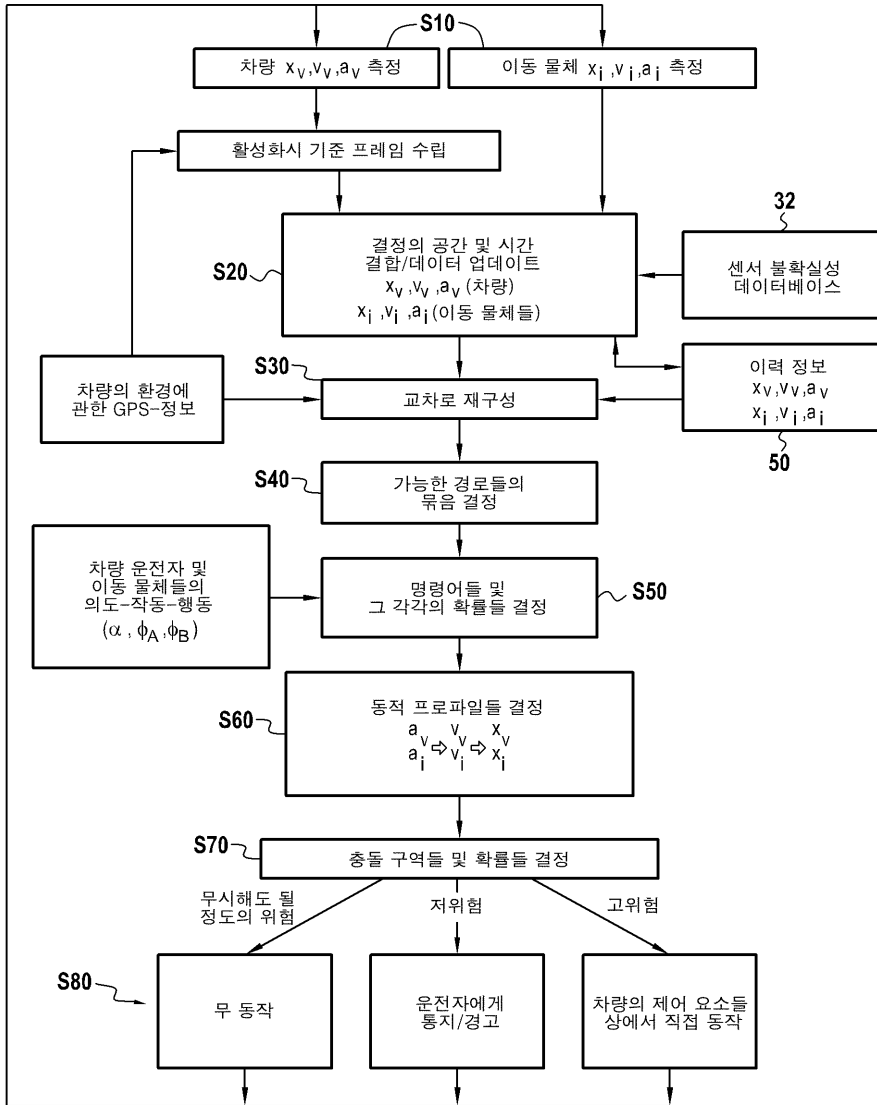 S10
차량 xv,vv,av 측정
이동 물체 xi,vi,ai 측정
활성화시 기준 프레임 수립
32
S20
결정의 공간 및 시간
결합/데이터 업데이트
xv,vv,av(차량)
xi,vi,ai(이동 물체들)
센서 불확실성
데이터베이스
S30
차량의 환경에
관한 GPS-정보
교차로 재구성
이력 정보
xv,vv,av
xi,vi,ai
50
S40
가능한 경로들의
묶음 결정
차량 운전자 및
이동 물체들의
의도-작동-행동
(α, ϕA,ϕB)
명령어들 및
그 각각의 확률들 결정
S50
S60
동적 프로파일들 결정
av⇨vv⇨xv
ai vi xi
S70
충돌 구역들 및 확률들 결정
무시해도 될
정도의 위험
저위험
고위험
S80
무 동작
운전자에게
통지/경고
차량의 제어 요소들
상에서 직접 동작